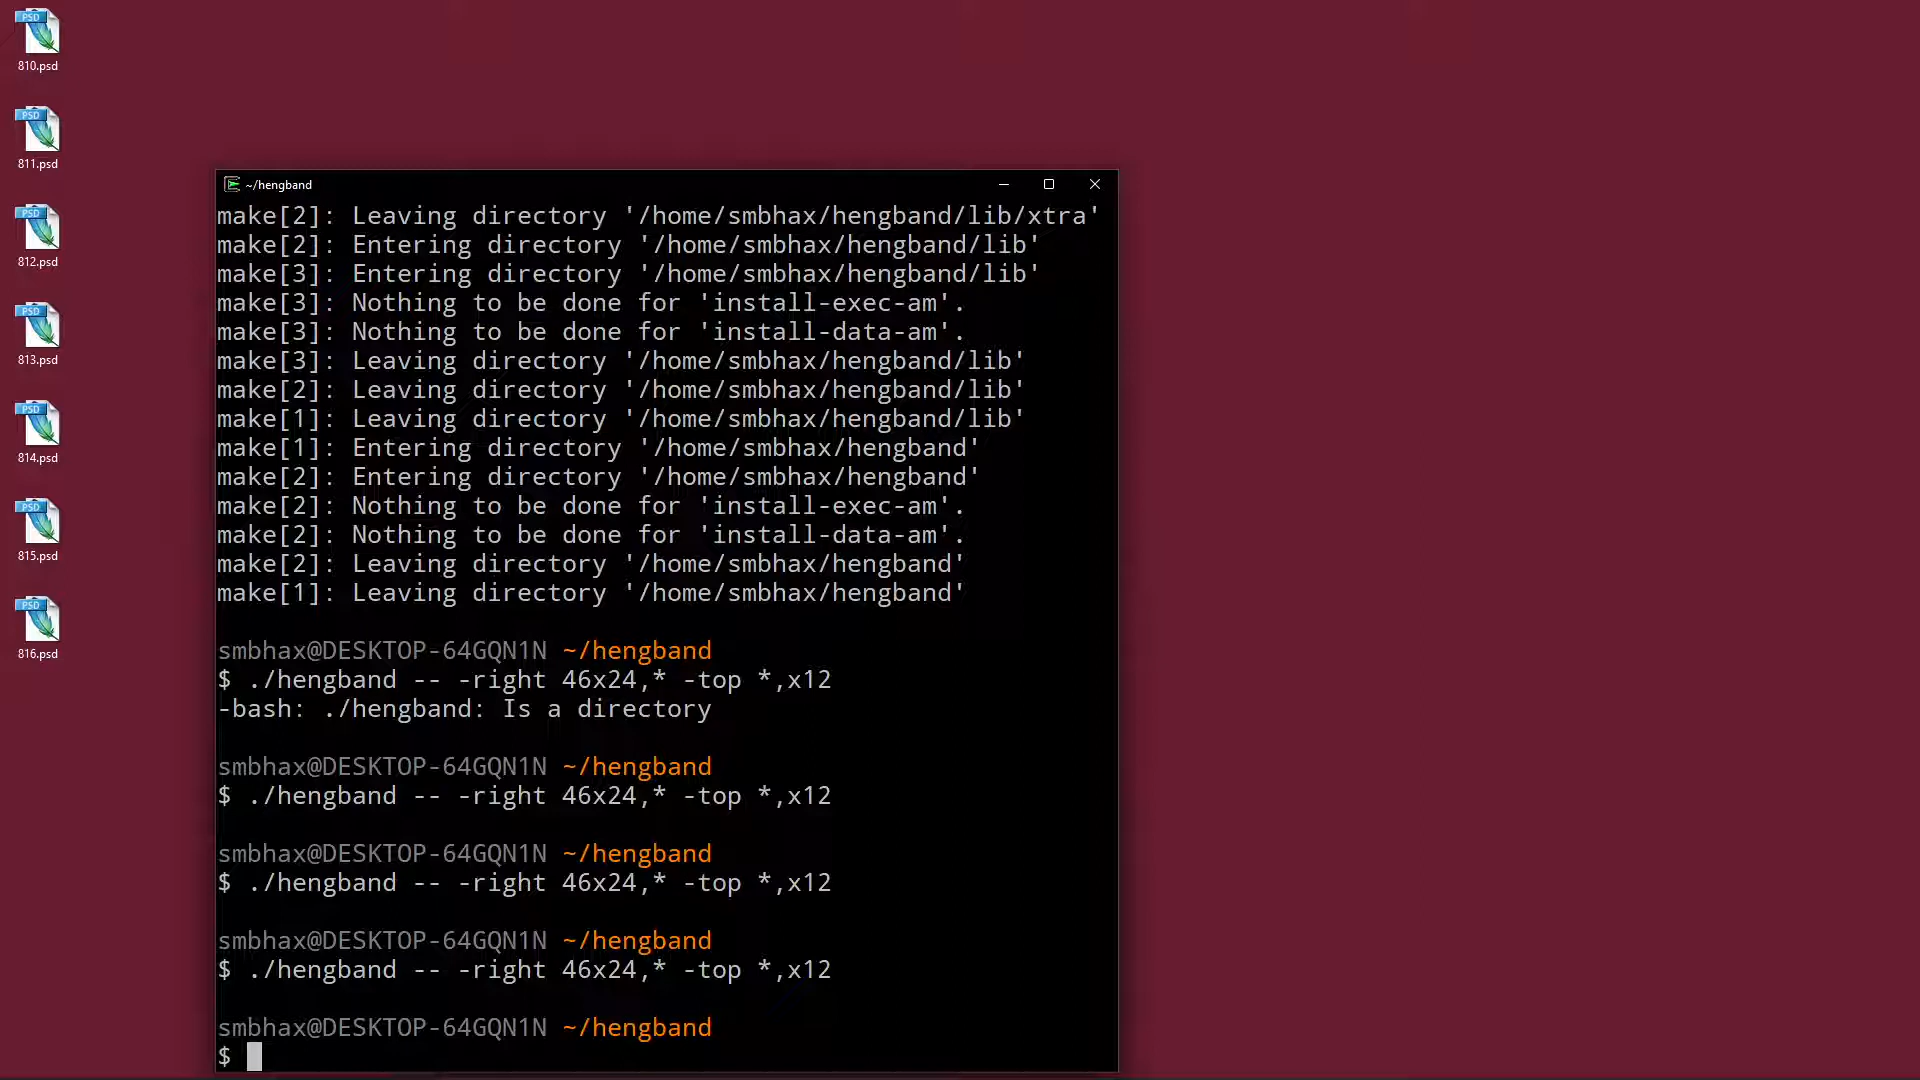 PSD
810.psd
PSD
811.psd
PSD
812.psd
PSD
813.psd
PSD
814.psd
PSD
815.psd
PSD
816.psd
~/hengband
make[2]: Leaving directory '/home/smbhax/hengband/lib/xtra'
make[2]: Entering directory '/home/smbhax/hengband/lib'
make[3]: Entering directory '/home/smbhax/hengband/lib'
make[3]: Nothing to be done for 'install-exec-am'.
make[3]: Nothing to be done for 'install-data-am'.
make[3]: Leaving directory '/home/smbhax/hengband/lib'
make[2]: Leaving directory '/home/smbhax/hengband/lib'
make[1]: Leaving directory '/home/smbhax/hengband/lib'
make[1]: Entering directory '/home/smbhax/hengband'
make[2]: Entering directory '/home/smbhax/hengband'
make[2]: Nothing to be done for 'install-exec-am'.
make[2]: Nothing to be done for 'install-data-am'.
make[2]: Leaving directory '/home/smbhax/hengband'
make[1]: Leaving directory '/home/smbhax/hengband'
smbhax@DESKTOP-64GQN1N ~/hengband
$ ./hengband -- -right 46x24,* -top *,x12
-bash: ./hengband: Is a directory
smbhax@DESKTOP-64GQN1N ~/hengband
$ ./hengband -- -right 46x24,* -top *,x12
smbhax@DESKTOP-64GQN1N ~/hengband
$ ./hengband -- -right 46x24,* -top *,x12
smbhax@DESKTOP-64GQN1N ~/hengband
$ ./hengband -- -right 46x24,* -top *,x12
smbhax@DESKTOP-64GQN1N ~/hengband
$